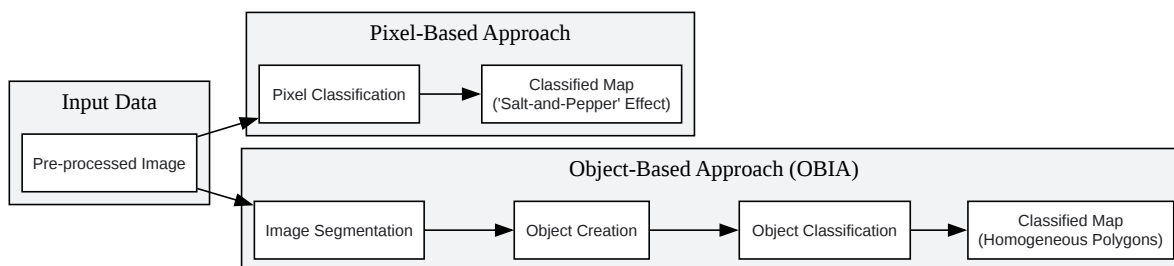 Input Data
Pre-processed Image
Pixel-Based Approach
Pixel Classification
Classified Map
('Salt-and-Pepper' Effect)
Object-Based Approach (OBIA)
Image Segmentation
Object Creation
Object Classification
Classified Map
(Homogeneous Polygons)